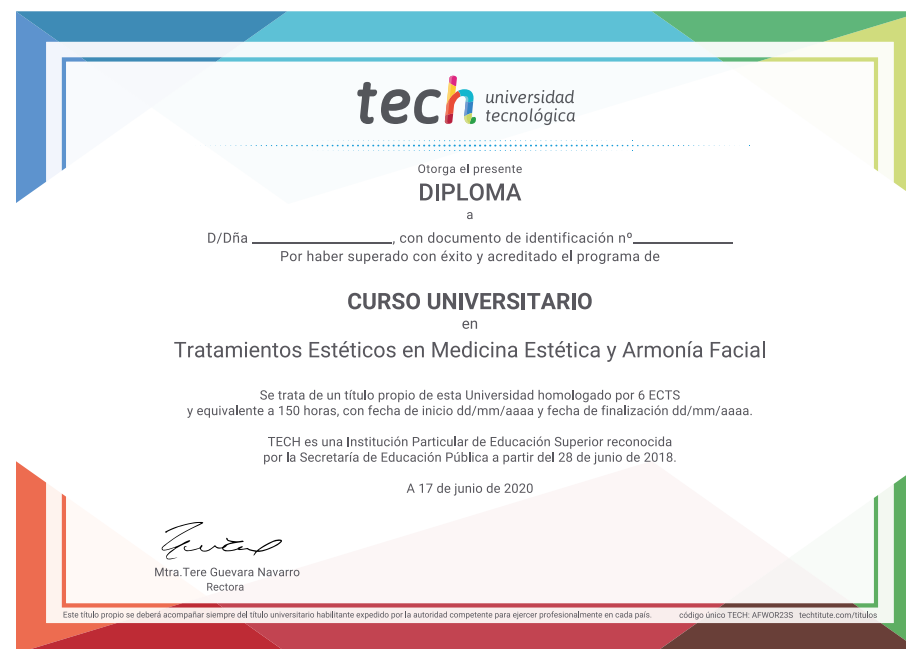 tech universidad
tecnológica
Otorga el presente
DIPLOMA
a
D/Dña ____________________, con documento de identificación nº______________
Por haber superado con éxito y acreditado el programa de
CURSO UNIVERSITARIO
en
Tratamientos Estéticos en Medicina Estética y Armonía Facial
Se trata de un título propio de esta Universidad homologado por 6 ECTS
y equivalente a 150 horas, con fecha de inicio dd/mm/aaaa y fecha de finalización dd/mm/aaaa.
TECH es una Institución Particular de Educación Superior reconocida
por la Secretaría de Educación Pública a partir del 28 de junio de 2018.
A 17 de junio de 2020
Mtra.Tere Guevara Navarro
Rectora
Este título propio se deberá acompañar siempre del título universitario habilitante expedido por la autoridad competente para ejercer profesionalmente en cada país. código único TECH: AFWOR23S techtitute.com/titulos